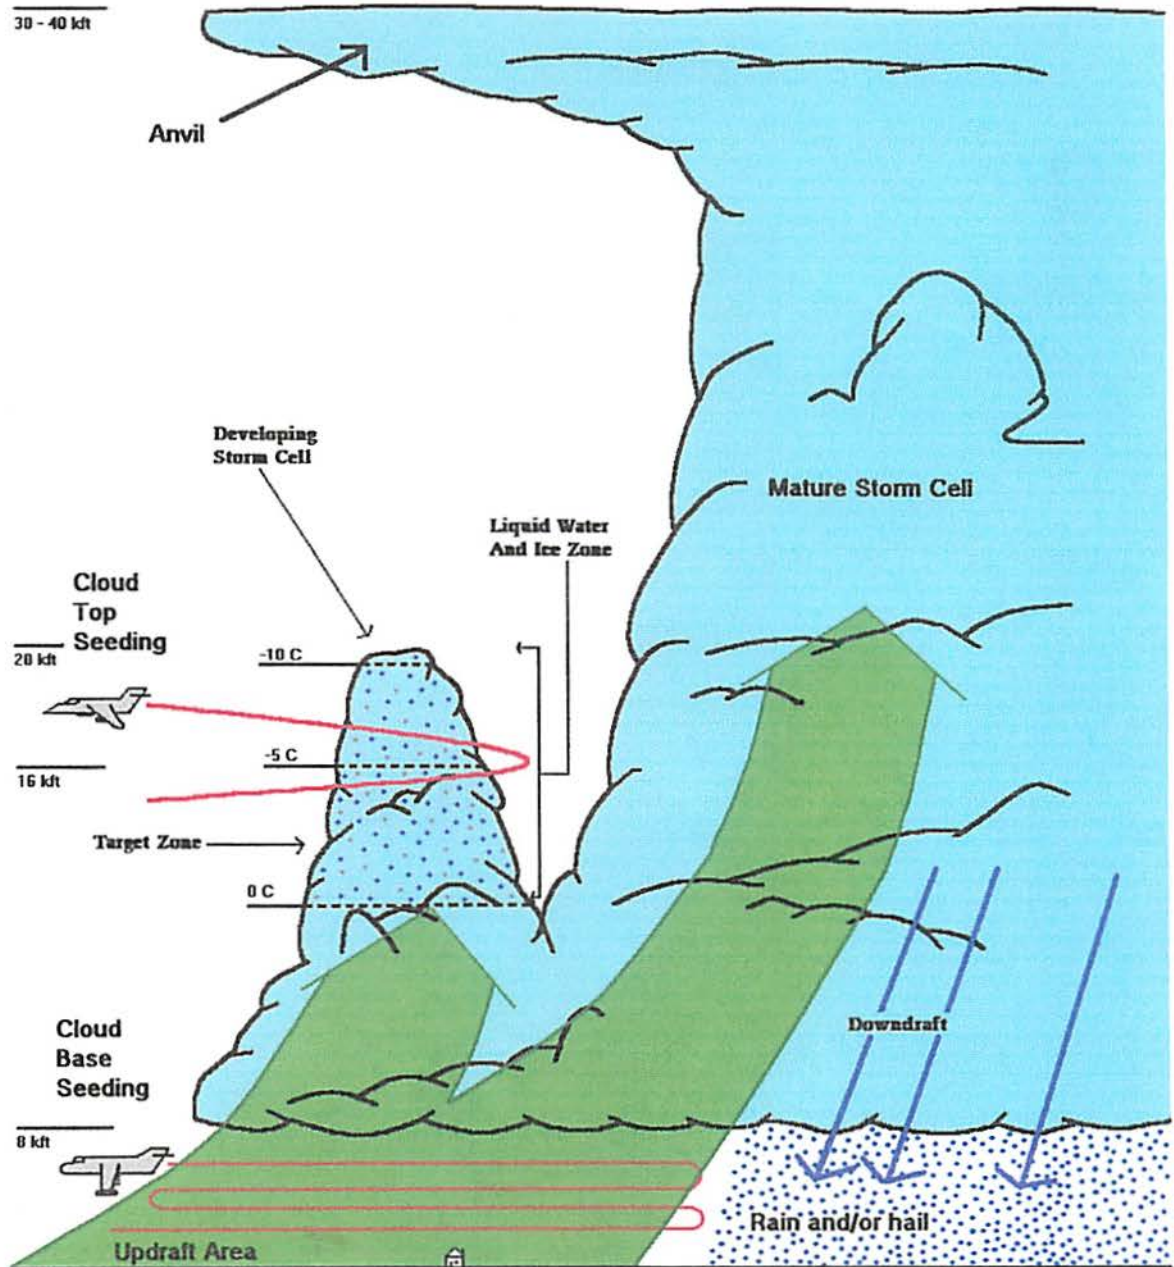 30 - 40 kft
Anvil
Developing
Storm Cell
Mature Storm Cell
Liquid Water
And Ice Zone
Cloud
Top
Seeding
20 kft
-10 C
-5 C
16 kft
Target Zone
0 C
Downdraft
Cloud
Base
Seeding
8 kft
Rain and/or hail
Updraft Area